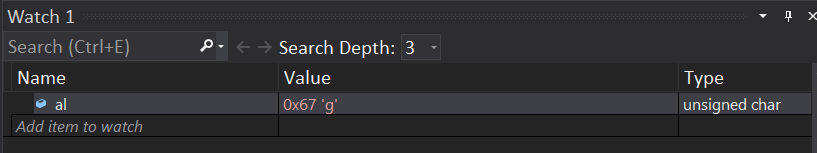 Watch 1
Search (Ctrl+E) Search Depth: 3
Name Value Type
al 0x67 'g' unsigned char
Add item to watch